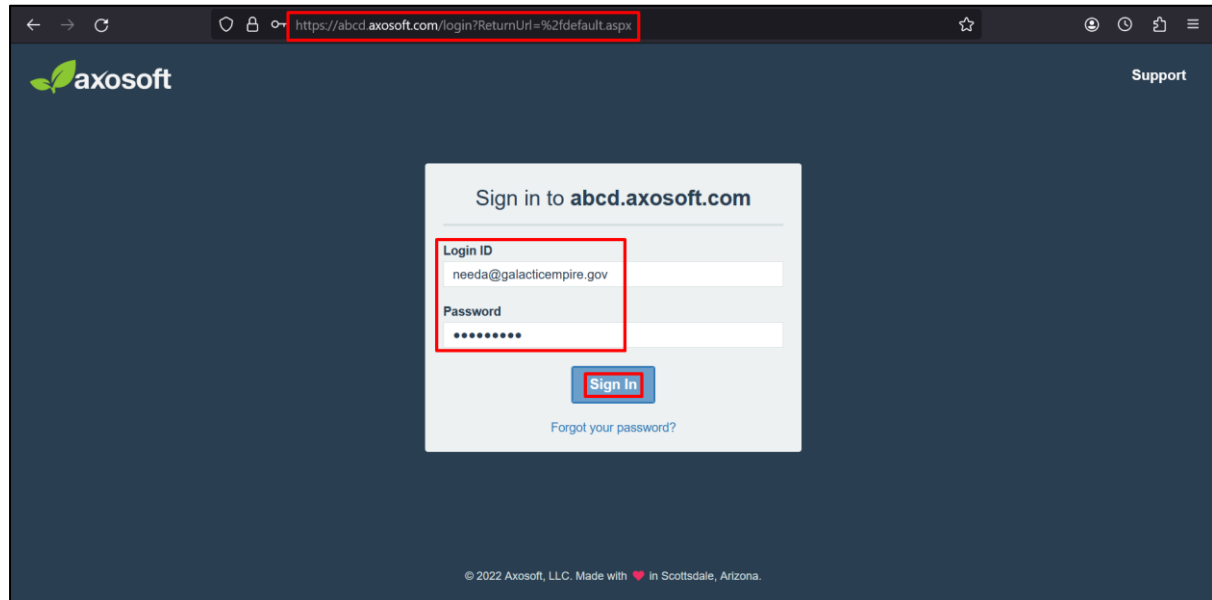 https://abcd.axosoft.com/login?ReturnUrl=%2fdefault.aspx
axosoft
Support
Sign in to abcd.axosoft.com
Login ID
needa@galacticempire.gov
Password
•••••••••
Sign In
Forgot your password?
© 2022 Axosoft, LLC. Made with ❤ in Scottsdale, Arizona.